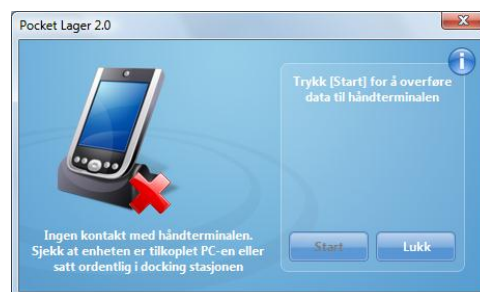 Pocket Lager 2.0
Trykk [Start] for å overføre
data til håndterminalen
Ingen kontakt med håndterminalen.
Sjekk at enheten er tilkoplet PC-en eller
satt ordentlig i docking stasjonen
Start
Lukk